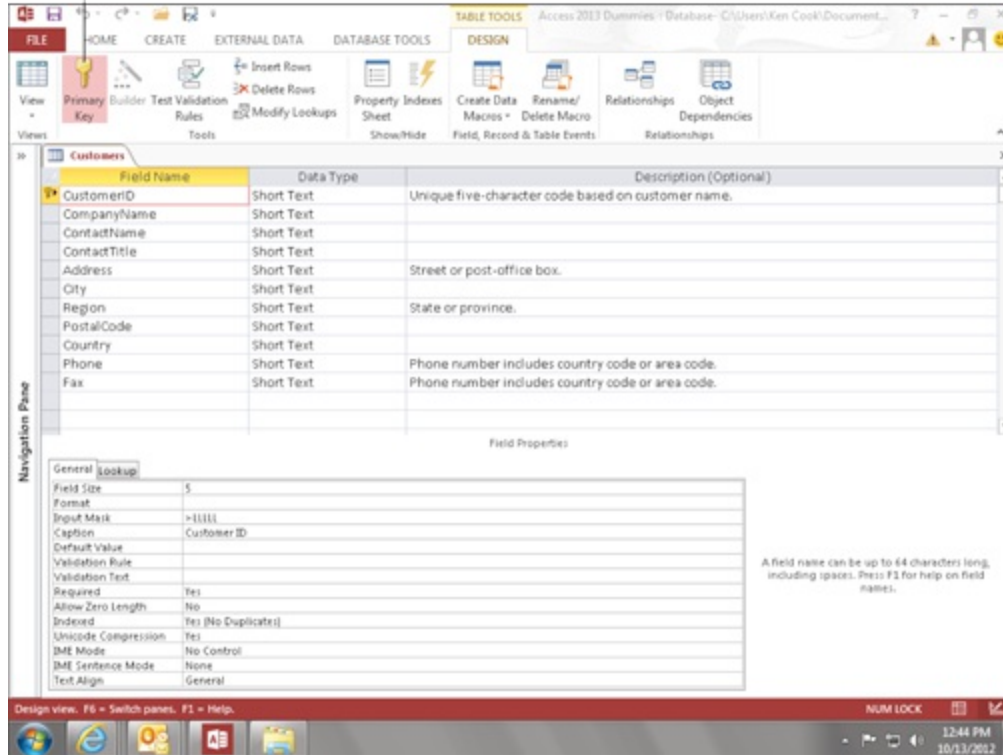 TABLE TOOLS Access 2013 Dummies : Database- C:\Users\Ken Cook\Document... ?
FILE HOME CREATE EXTERNAL DATA DATABASE TOOLS DESIGN
View Primary Key Builder Test Validation Rules Insert Rows Delete Rows Modify Lookups Property Sheet Indexes Create Data Macros Rename/ Delete Macro Relationships Object Dependencies
Views Tools Show/Hide Field, Record & Table Events Relationships
Customers
Field Name Data Type Description (Optional)
CustomerID Short Text Unique five-character code based on customer name.
CompanyName Short Text
ContactName Short Text
ContactTitle Short Text
Address Short Text Street or post-office box.
City Short Text
Region Short Text State or province.
PostalCode Short Text
Country Short Text
Phone Short Text Phone number includes country code or area code.
Fax Short Text Phone number includes country code or area code.
Navigation Pane
Field Properties
General Lookup
Field Size 5
Format
Input Mask >LLLLL
Caption Customer ID
Default Value
Validation Rule
Validation Text
Required Yes
Allow Zero Length No
Indexed Yes (No Duplicates)
Unicode Compression Yes
IME Mode No Control
IME Sentence Mode None
Text Align General
A field name can be up to 64 characters long,
including spaces. Press F1 for help on field
names.
Design view. F6 = Switch panes. F1 = Help. NUM LOCK
12:44 PM
10/13/2012